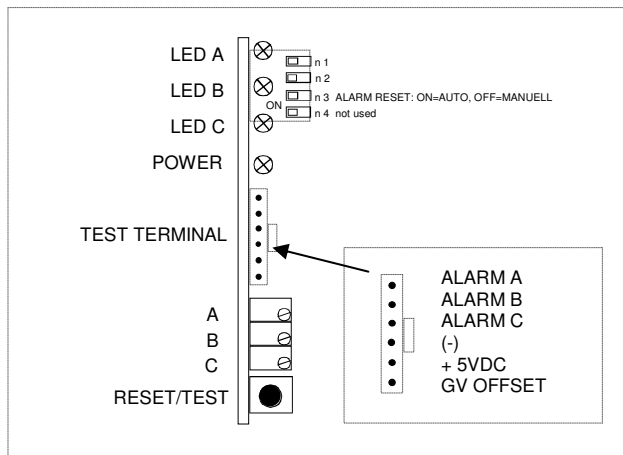 LED A
n 1
n 2
LED B
ON
n 3 ALARM RESET: ON=AUTO, OFF=MANUELL
n 4 not used
LED C
POWER
TEST TERMINAL
A
B
C
RESET/TEST
ALARM A
ALARM B
ALARM C
(-)
+ 5VDC
GV OFFSET